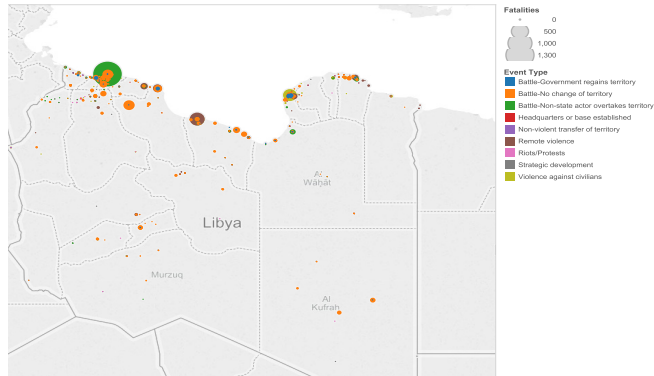 Fatalities
0
500
1,000
1,300
Event Type
Battle-Government regains territory
Battle-No change of territory
Battle-Non-state actor overtakes territory
Headquarters or base established
Non-violent transfer of territory
Remote violence
Riots/Protests
Strategic development
Violence against civilians
Wāḩāt
Libya
Murzuq
Al
Kufrah